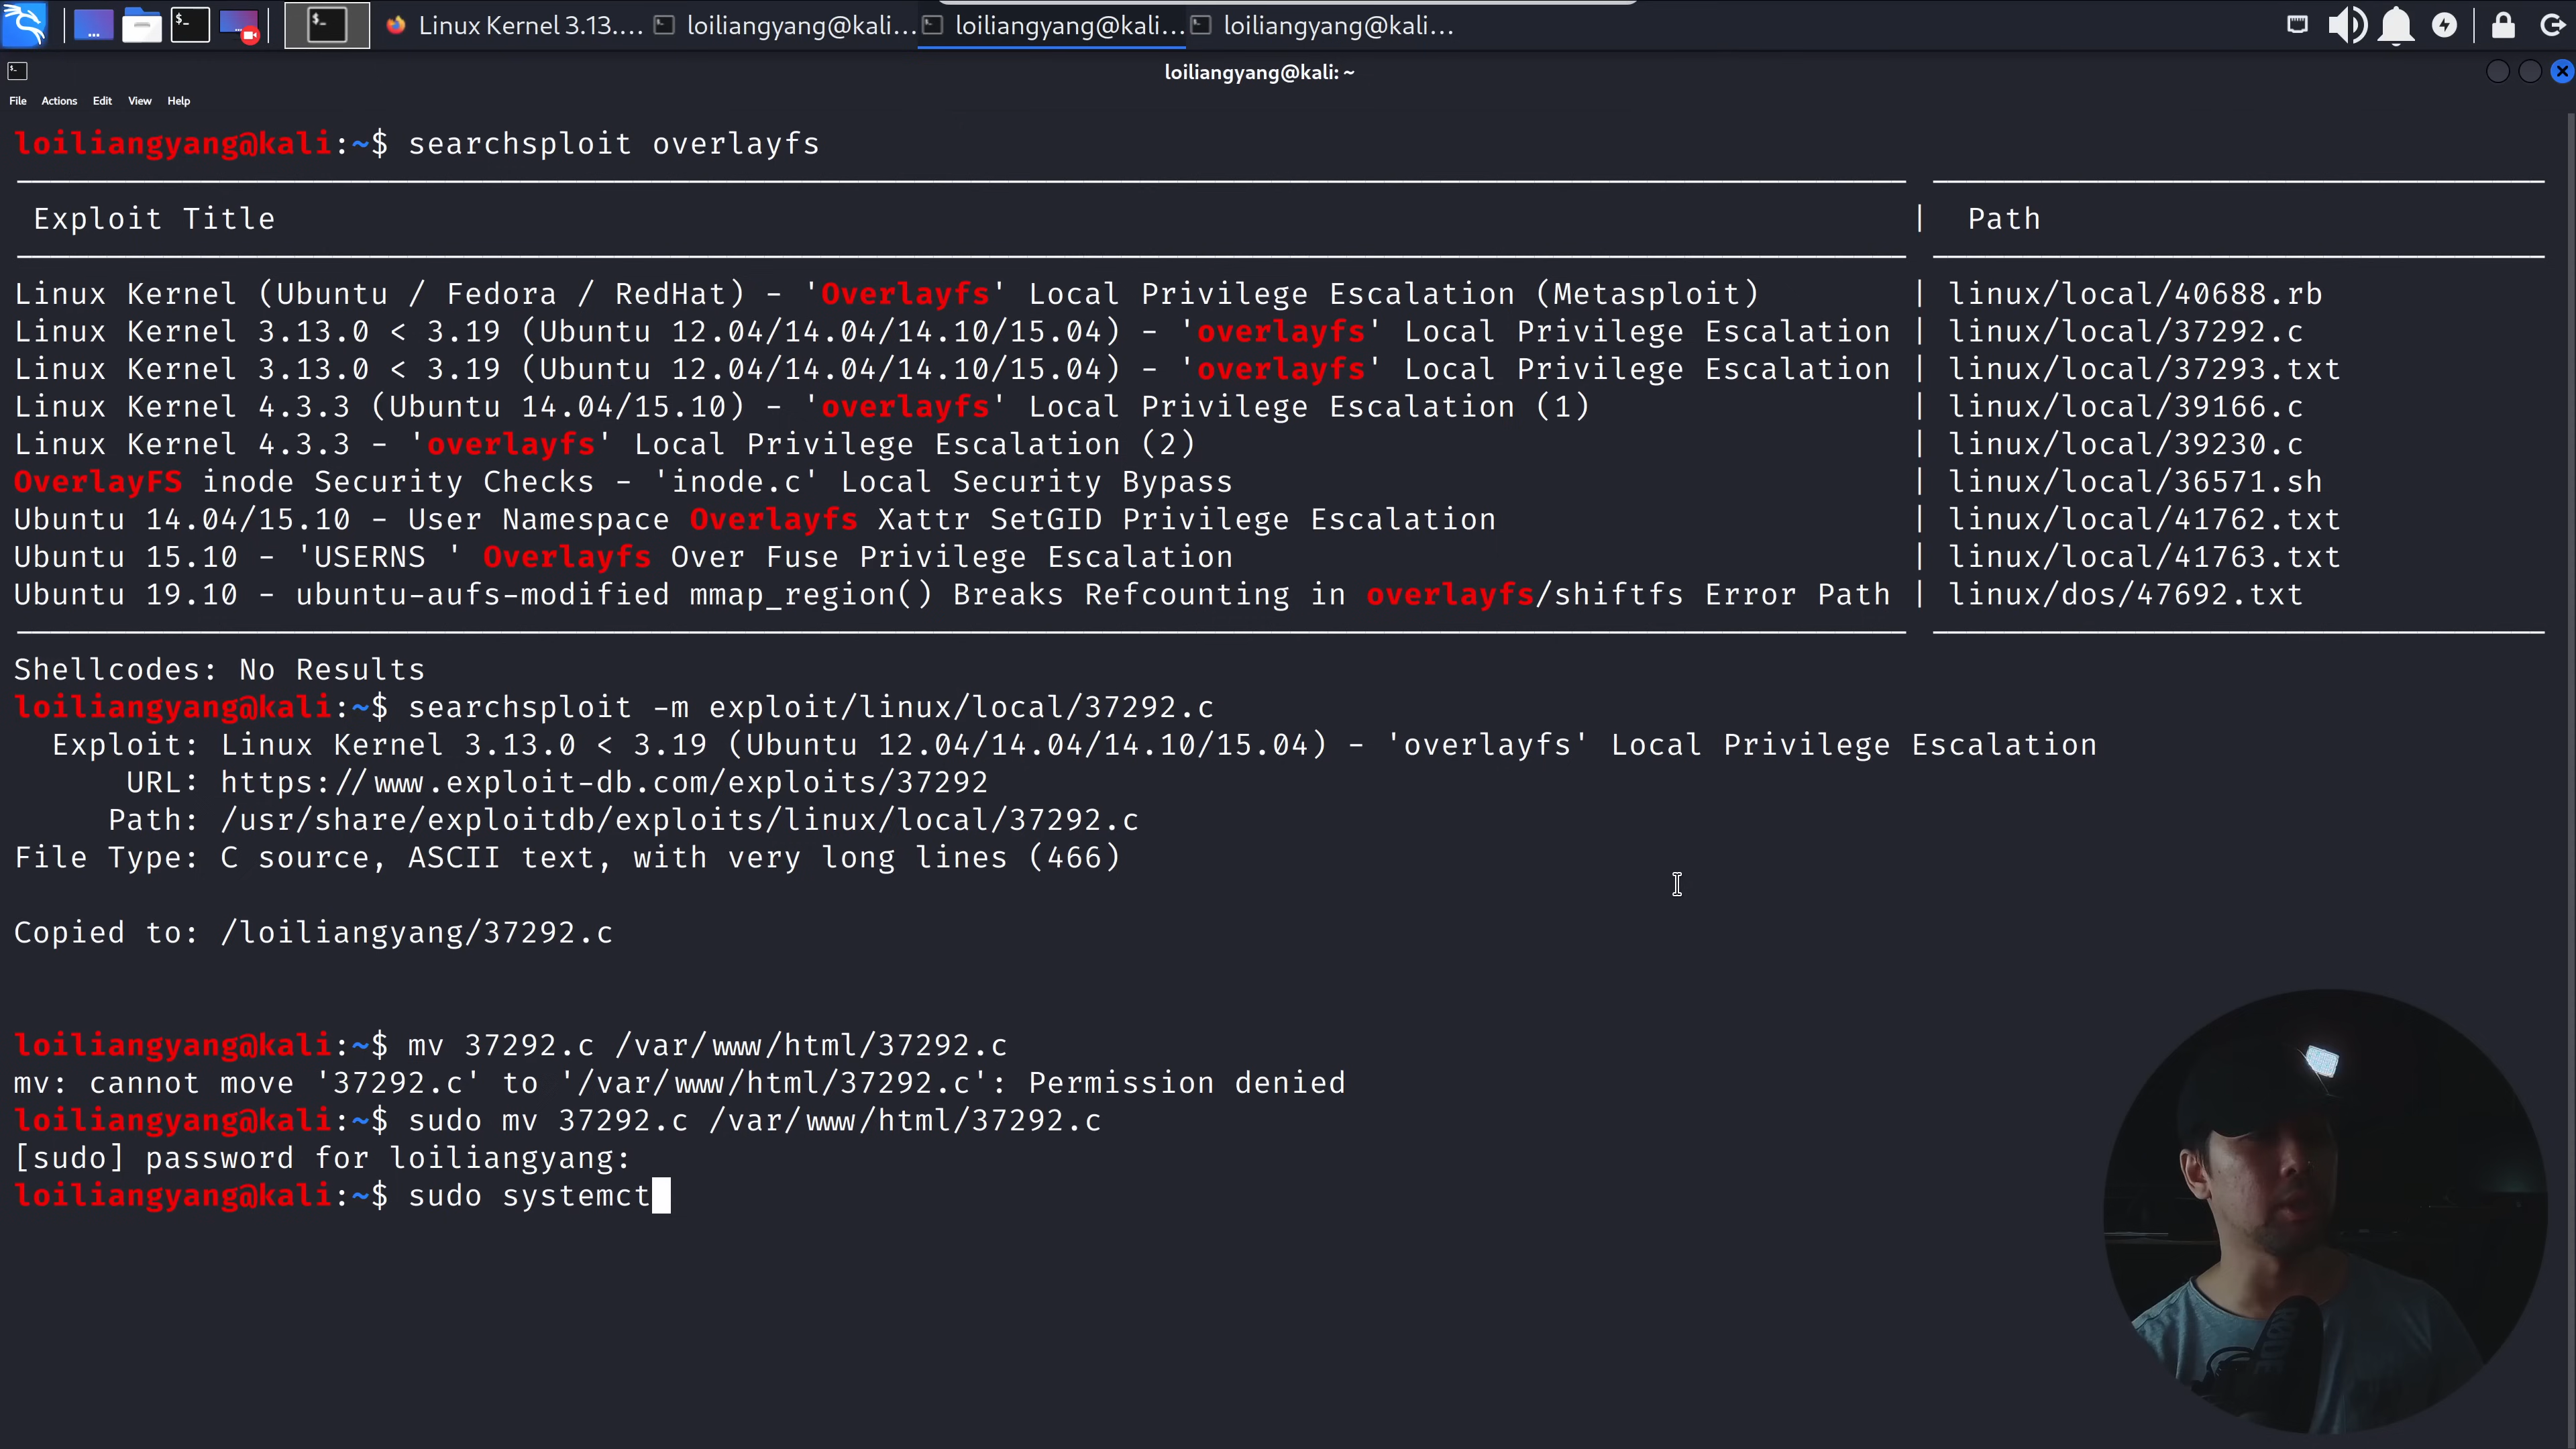 Linux Kernel 3.13.... loiliangyang@kali... loiliangyang@kali... loiliangyang@kali...
loiliangyang@kali: ~
File Actions Edit View Help
loiliangyang@kali:~$ searchsploit overlayfs
Exploit Title | Path
Linux Kernel (Ubuntu / Fedora / RedHat) - 'Overlayfs' Local Privilege Escalation (Metasploit) | linux/local/40688.rb
Linux Kernel 3.13.0 < 3.19 (Ubuntu 12.04/14.04/14.10/15.04) - 'overlayfs' Local Privilege Escalation | linux/local/37292.c
Linux Kernel 3.13.0 < 3.19 (Ubuntu 12.04/14.04/14.10/15.04) - 'overlayfs' Local Privilege Escalation | linux/local/37293.txt
Linux Kernel 4.3.3 (Ubuntu 14.04/15.10) - 'overlayfs' Local Privilege Escalation (1) | linux/local/39166.c
Linux Kernel 4.3.3 - 'overlayfs' Local Privilege Escalation (2) | linux/local/39230.c
OverlayFS inode Security Checks - 'inode.c' Local Security Bypass | linux/local/36571.sh
Ubuntu 14.04/15.10 - User Namespace Overlayfs Xattr SetGID Privilege Escalation | linux/local/41762.txt
Ubuntu 15.10 - 'USERNS ' Overlayfs Over Fuse Privilege Escalation | linux/local/41763.txt
Ubuntu 19.10 - ubuntu-aufs-modified mmap_region() Breaks Refcounting in overlayfs/shiftfs Error Path | linux/dos/47692.txt
Shellcodes: No Results
loiliangyang@kali:~$ searchsploit -m exploit/linux/local/37292.c
Exploit: Linux Kernel 3.13.0 < 3.19 (Ubuntu 12.04/14.04/14.10/15.04) - 'overlayfs' Local Privilege Escalation
URL: https://www.exploit-db.com/exploits/37292
Path: /usr/share/exploitdb/exploits/linux/local/37292.c
File Type: C source, ASCII text, with very long lines (466)
Copied to: /loiliangyang/37292.c
loiliangyang@kali:~$ mv 37292.c /var/www/html/37292.c
mv: cannot move '37292.c' to '/var/www/html/37292.c': Permission denied
loiliangyang@kali:~$ sudo mv 37292.c /var/www/html/37292.c
[sudo] password for loiliangyang:
loiliangyang@kali:~$ sudo systemct